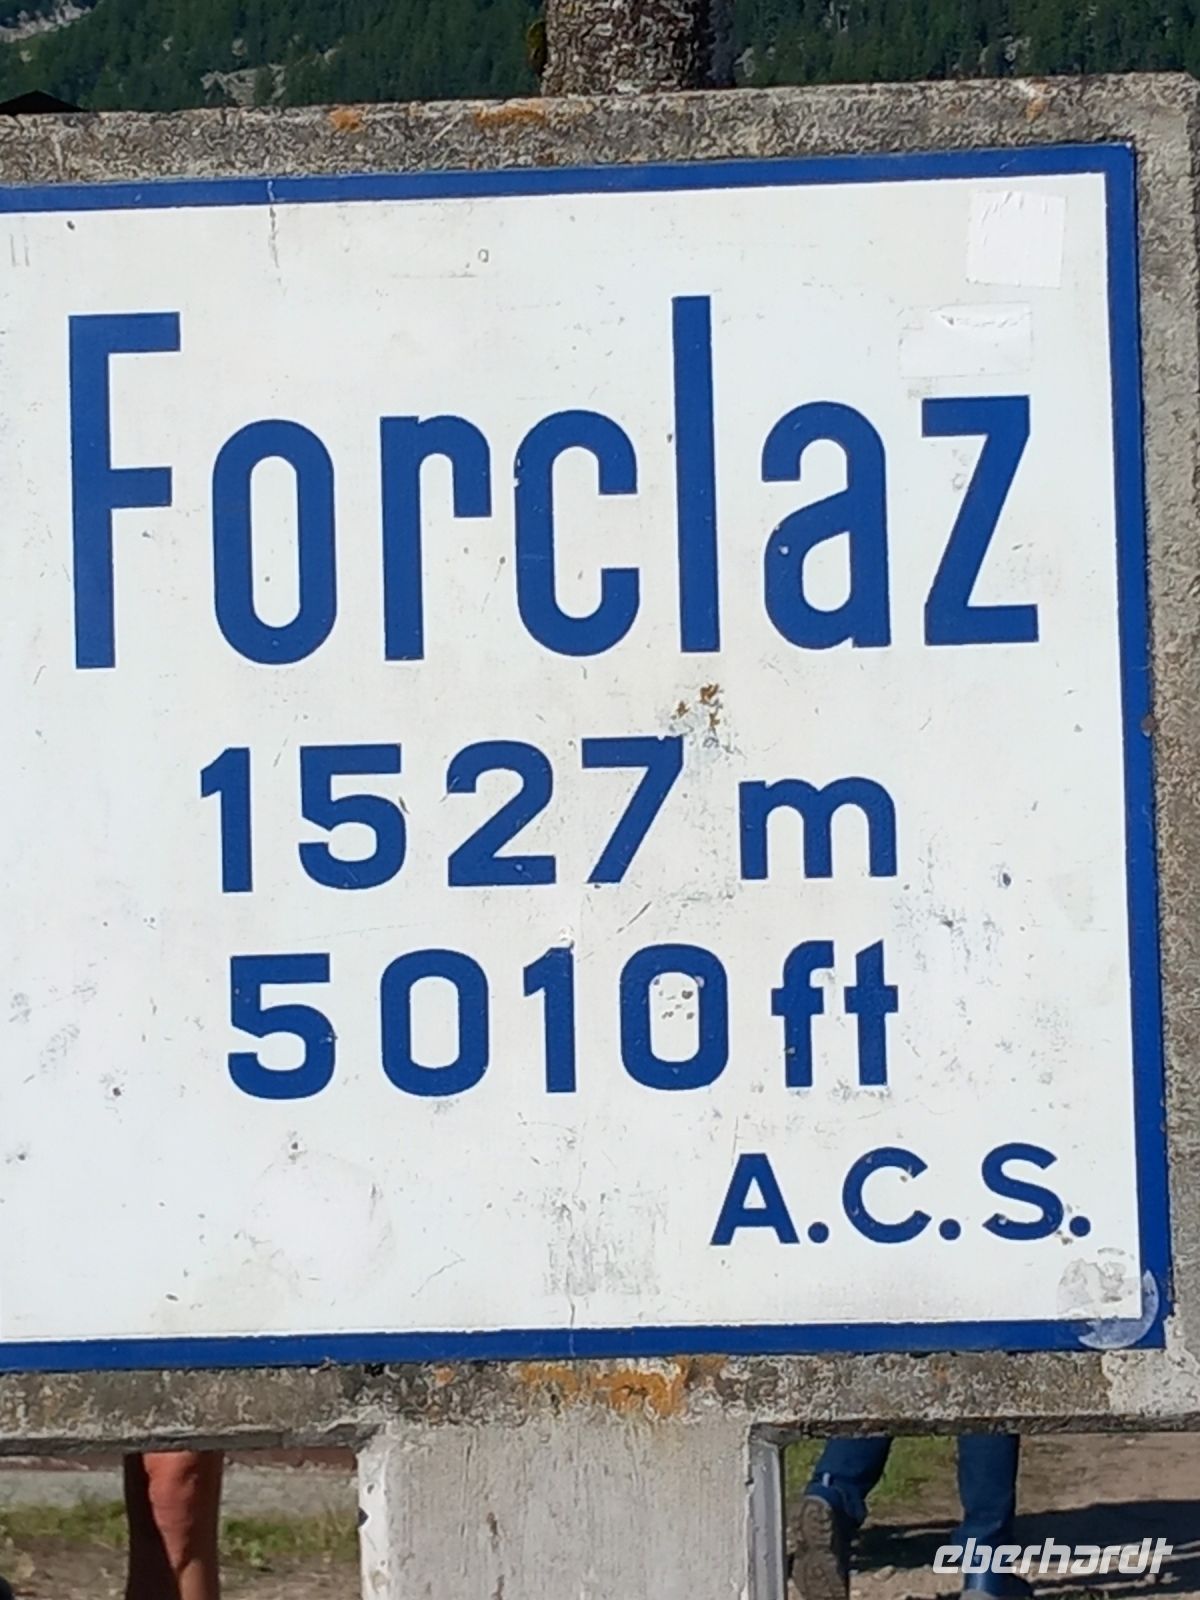 Forclaz
1527 m
5010 ft
A.C.S.
eberhardt